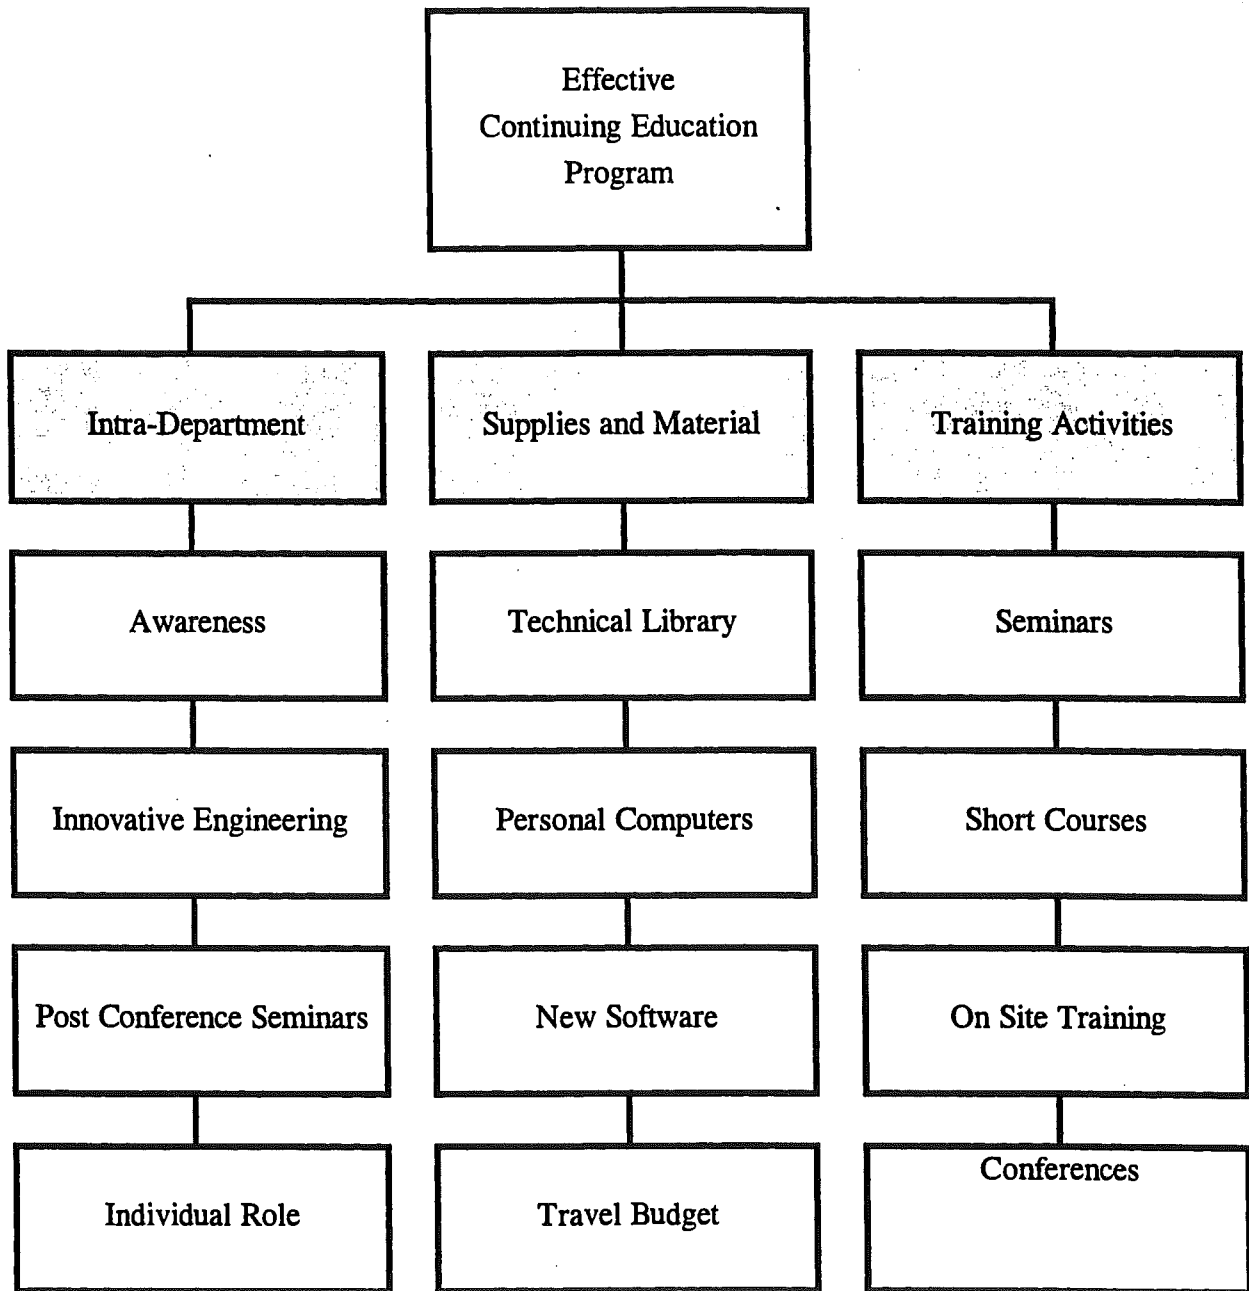 Effective
Continuing Education
Program
Intra-Department
Supplies and Material
Training Activities
Awareness
Technical Library
Seminars
Innovative Engineering
Personal Computers
Short Courses
Post Conference Seminars
New Software
On Site Training
Individual Role
Travel Budget
Conferences